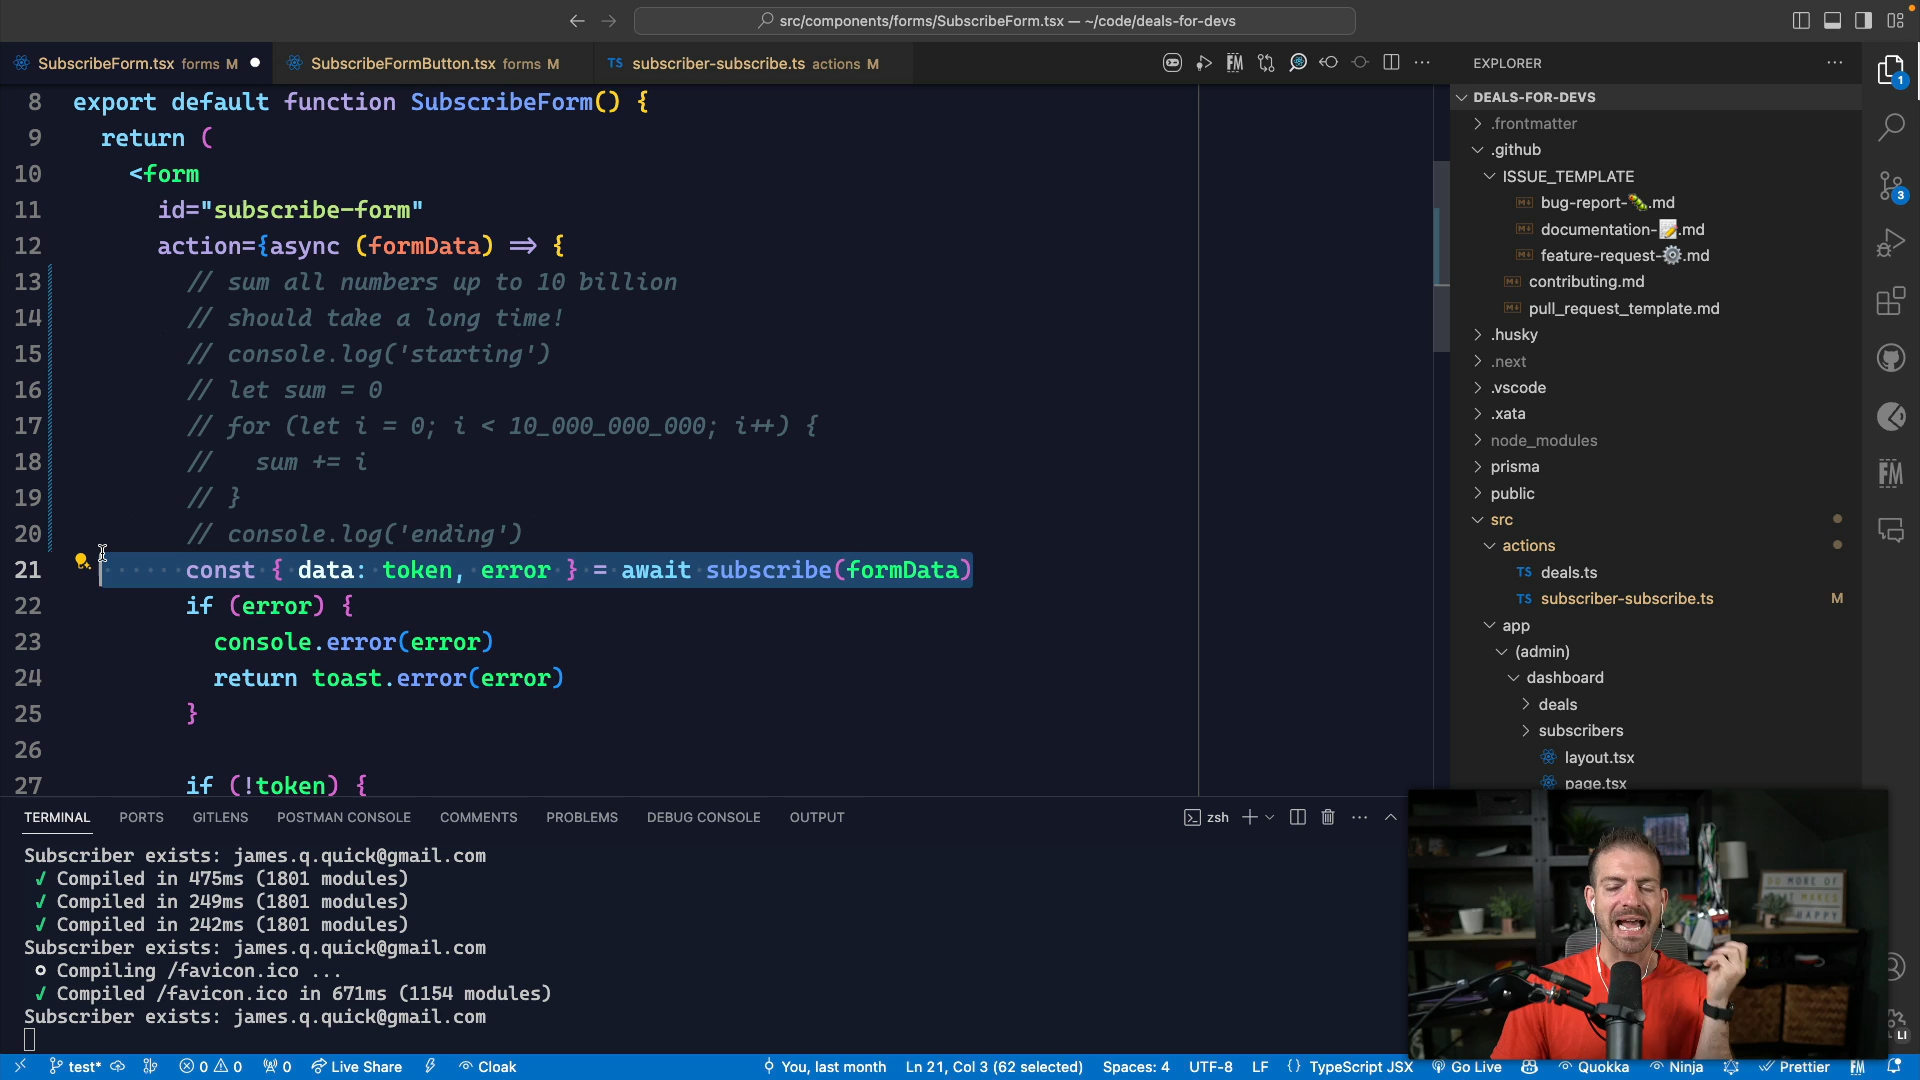 src/components/forms/SubscribeForm.tsx — ~/code/deals-for-devs
SubscribeForm.tsx forms M
SubscribeFormButton.tsx forms M
TS subscriber-subscribe.ts actions M
FM
8 export default function SubscribeForm() {
9 return (
10 <form
11 id="subscribe-form"
12 action={async (formData) => {
13 // sum all numbers up to 10 billion
14 // should take a long time!
15 // console.log('starting')
16 // let sum = 0
17 // for (let i = 0; i < 10_000_000_000; i++) {
18 // sum += i
19 // }
20 // console.log('ending')
21 const { data: token, error } = await subscribe(formData)
22 if (error) {
23 console.error(error)
24 return toast.error(error)
25 }
26
27 if (!token) {
EXPLORER
DEALS-FOR-DEVS
.frontmatter
.github
ISSUE_TEMPLATE
bug-report-🐛.md
documentation-📝.md
feature-request-⚙️.md
contributing.md
pull_request_template.md
.husky
.next
.vscode
.xata
node_modules
prisma
public
src
actions
TS deals.ts
TS subscriber-subscribe.ts M
app
(admin)
dashboard
deals
subscribers
layout.tsx
page.tsx
1
3
FM
TERMINAL PORTS GITLENS POSTMAN CONSOLE COMMENTS PROBLEMS DEBUG CONSOLE OUTPUT
zsh
Subscriber exists: james.q.quick@gmail.com
✓ Compiled in 475ms (1801 modules)
✓ Compiled in 249ms (1801 modules)
✓ Compiled in 242ms (1801 modules)
Subscriber exists: james.q.quick@gmail.com
○ Compiling /favicon.ico ...
✓ Compiled /favicon.ico in 671ms (1154 modules)
Subscriber exists: james.q.quick@gmail.com
DO MORE OF
MAKES
HAPPY
LI
test* 0 0 0 Live Share Cloak
You, last month Ln 21, Col 3 (62 selected) Spaces: 4 UTF-8 LF {} TypeScript JSX Go Live Quokka Ninja Prettier FM